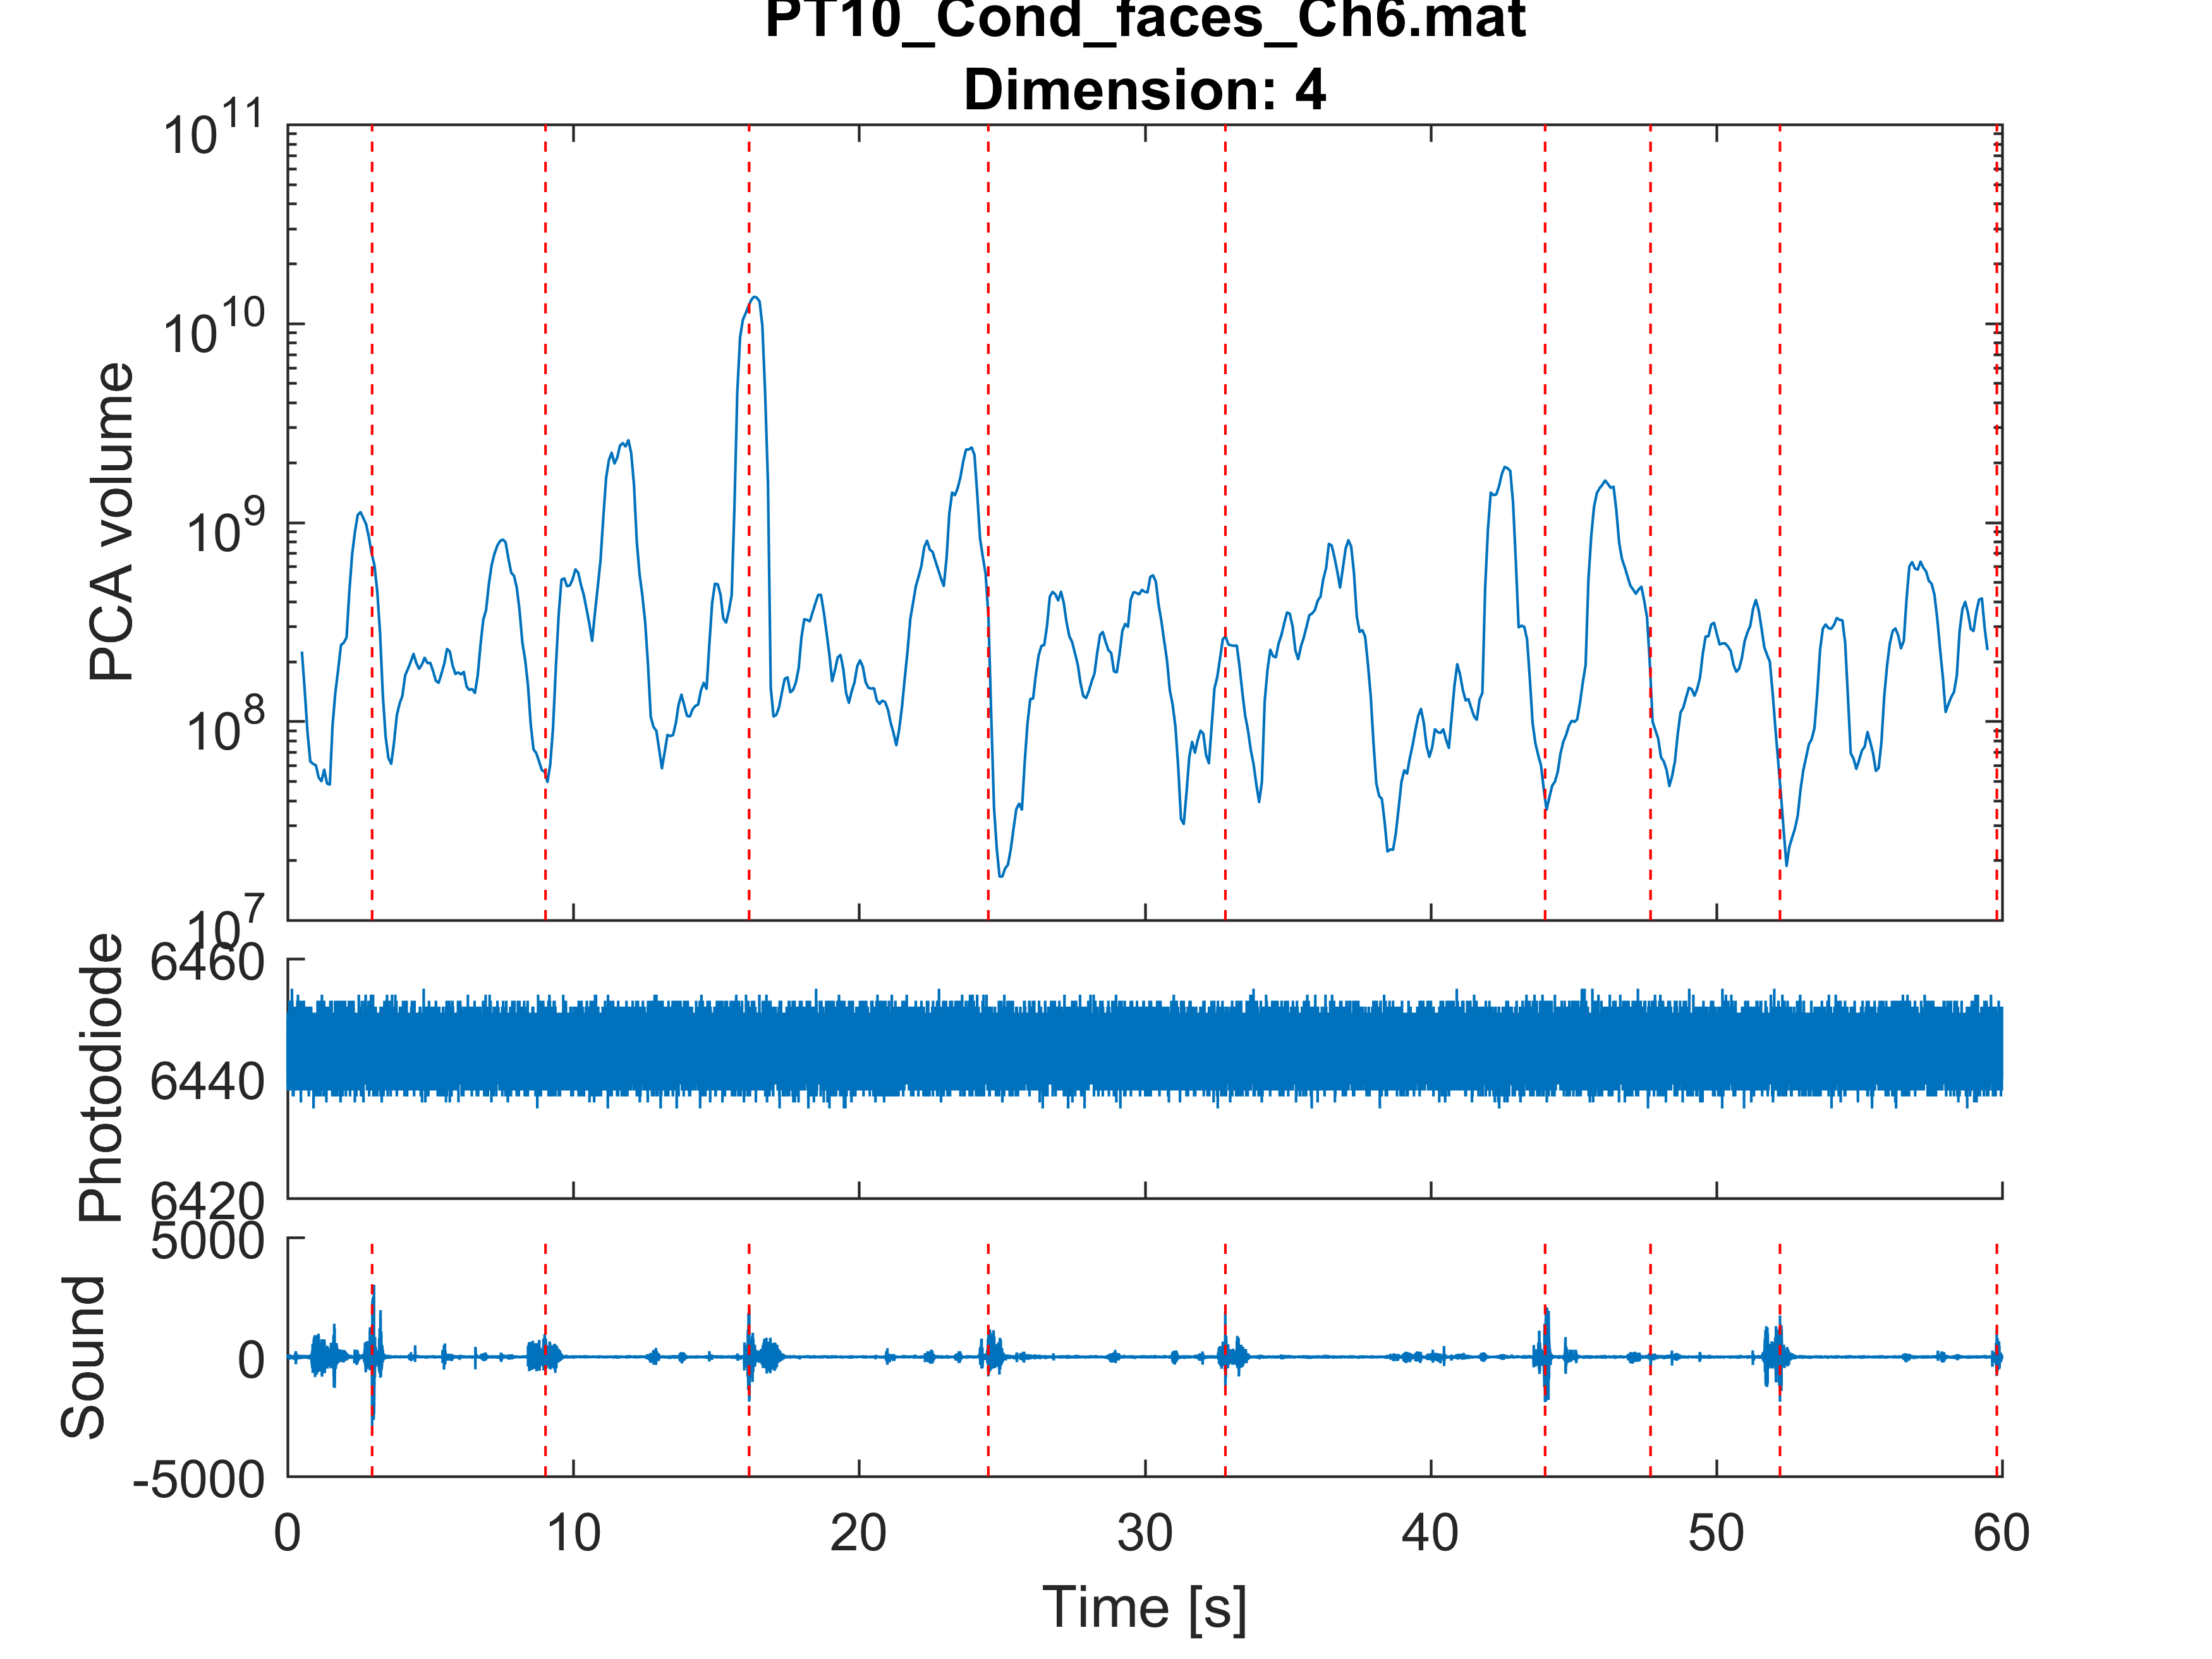 PT10_Cond_faces_Ch6.mat
Dimension: 4
10^11
10^10
10^9
10^8
10^7
PCA volume
6460
6440
6420
Photodiode
5000
0
-5000
Sound
0 10 20 30 40 50 60
Time [s]